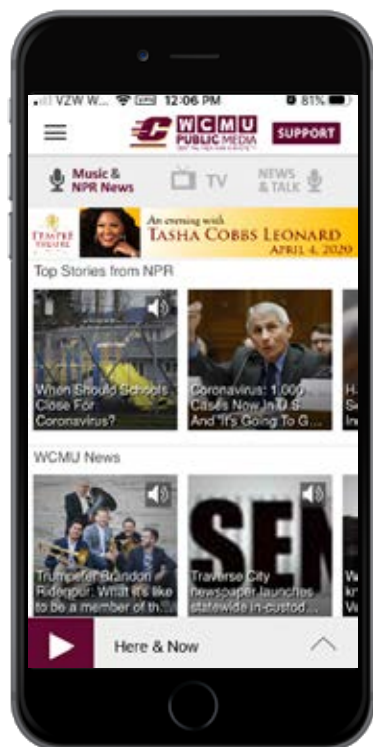 VZW W... VPN 12:06 PM 81%
WCMU
PUBLIC MEDIA
SUPPORT
Music &
NPR News
TV
NEWS
& TALK
TEMPLE
THEATRE
An evening with
TASHA COBBS LEONARD
APRIL 4, 2020
Top Stories from NPR
When Should Schools
Close For
Coronavirus?
Coronavirus: 1,000
Cases Now In U.S.
And 'It's Going To G...
WCMU News
Trumpeter Brandon
Ridenour: What it's like
to be a member of th...
SEN
Traverse City
newspaper launches
statewide in-custod...
Here & Now